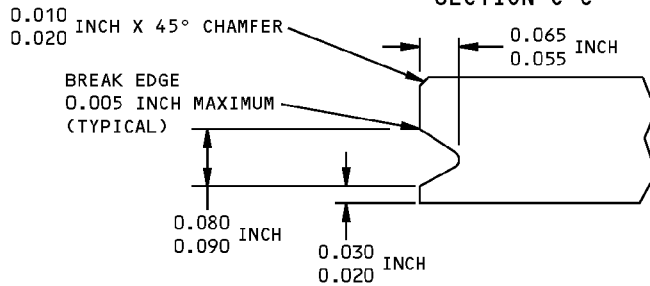 0.010
0.020 INCH X 45° CHAMFER
0.065
0.055 INCH
BREAK EDGE
0.005 INCH MAXIMUM
(TYPICAL)
0.080
0.090 INCH
0.030
0.020 INCH